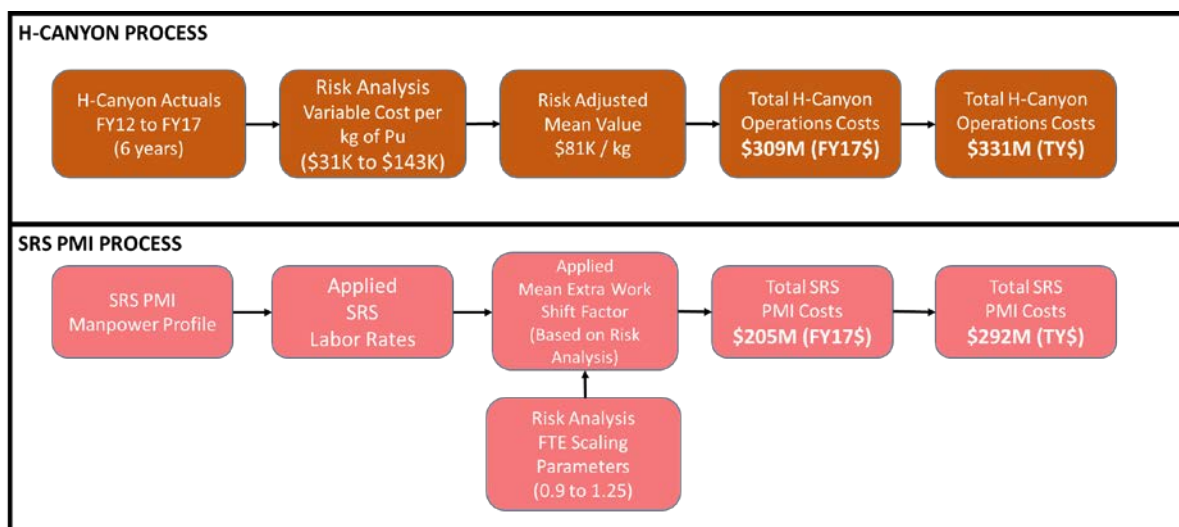 H-CANYON PROCESS
H-Canyon Actuals
FY12 to FY17
(6 years)
Risk Analysis
Variable Cost per
kg of Pu
($31K to $143K)
Risk Adjusted
Mean Value
$81K / kg
Total H-Canyon
Operations Costs
$309M (FY17$)
Total H-Canyon
Operations Costs
$331M (TY$)
SRS PMI PROCESS
SRS PMI
Manpower Profile
Applied
SRS
Labor Rates
Applied
Mean Extra Work
Shift Factor
(Based on Risk
Analysis)
Total SRS
PMI Costs
$205M (FY17$)
Total SRS
PMI Costs
$292M (TY$)
Risk Analysis
FTE Scaling
Parameters
(0.9 to 1.25)